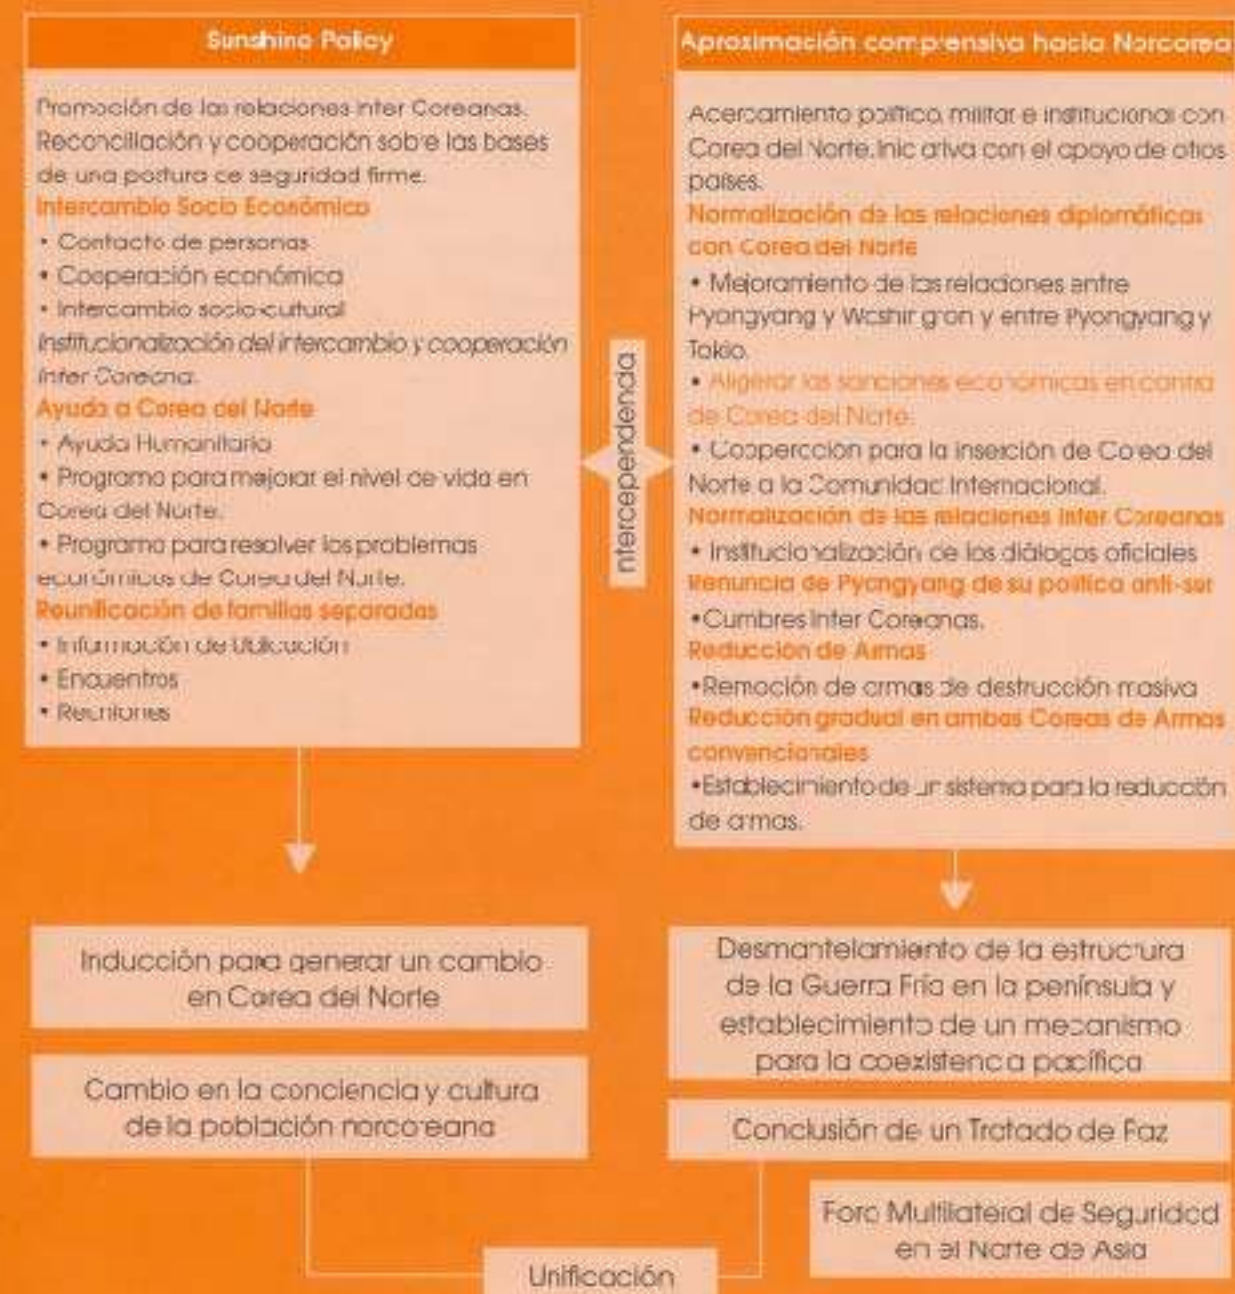 Sunshine Policy
Promoción de las relaciones Inter Coreanas.
Reconciliación y cooperación sobre las bases
de una postura de seguridad firme.
Intercambio Socio Económico
• Contacto de personas
• Cooperación económica
• Intercambio socio-cultural
Institucionalización del intercambio y cooperación
Inter Coreana.
Ayuda a Corea del Norte
• Ayuda Humanitaria
• Programa para mejorar el nivel de vida en
Corea del Norte.
• Programa para resolver los problemas
económicos de Corea del Norte.
Reunificación de familias separadas
• Información de Ubicación
• Encuentros
• Reuniones
Interdependencia
Aproximación comprensiva hacia Norcorea
Acercamiento político, militar e institucional con
Corea del Norte. Iniciativa con el apoyo de otros
países.
Normalización de las relaciones diplomáticas
con Corea del Norte
• Mejoramiento de las relaciones entre
Pyongyang y Washington y entre Pyongyang y
Tokio.
• Aligerar las sanciones económicas en contra
de Corea del Norte.
• Cooperación para la inserción de Corea del
Norte a la Comunidad Internacional.
Normalización de las relaciones Inter Coreanas
• Institucionalización de los diálogos oficiales
Renuncia de Pyongyang de su política anti-sur
•Cumbres Inter Coreanas.
Reducción de Armas
•Remoción de armas de destrucción masiva
Reducción gradual en ambas Coreas de Armas
convencionales
•Establecimiento de un sistema para la reducción
de armas.
Inducción para generar un cambio
en Corea del Norte
Cambio en la conciencia y cultura
de la población norcoreana
Desmantelamiento de la estructura
de la Guerra Fría en la península y
establecimiento de un mecanismo
para la coexistencia pacífica
Conclusión de un Tratado de Paz
Foro Multilateral de Seguridad
en el Norte de Asia
Unificación